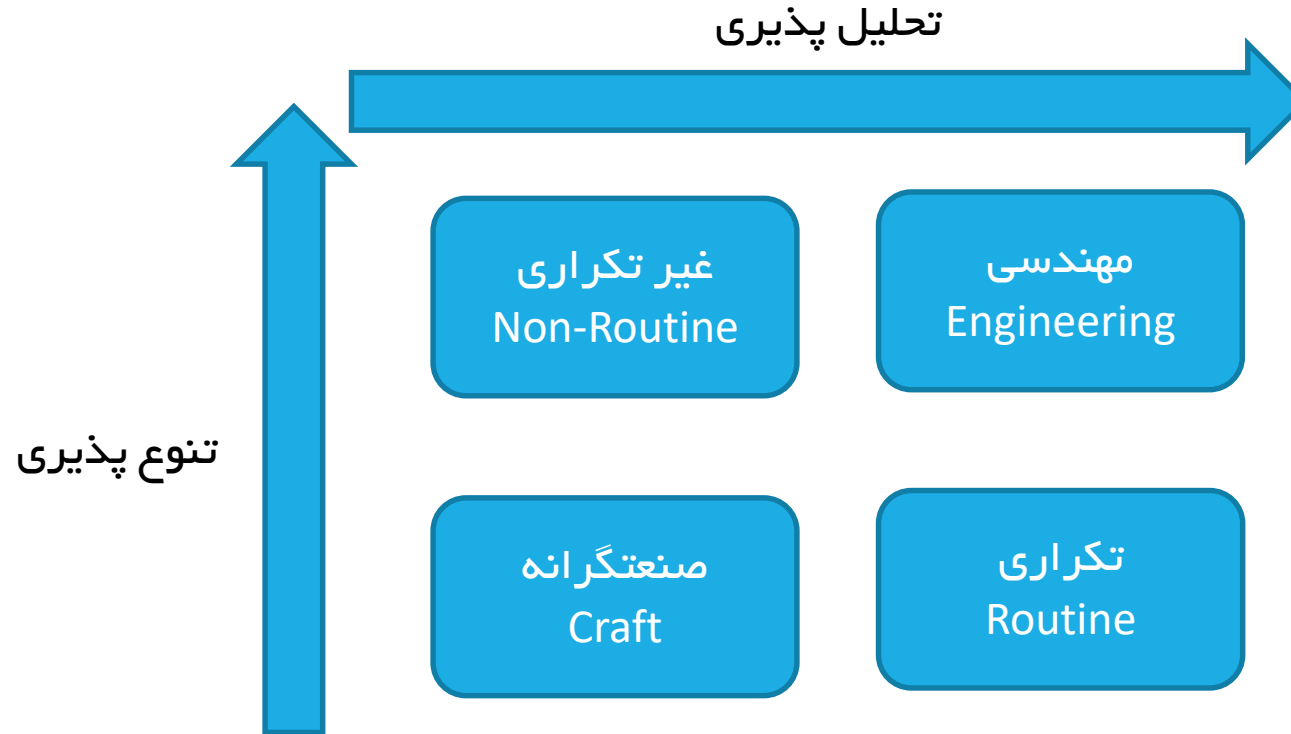 تحلیل پذیری
غیر تکراری
Non-Routine
مهندسی
Engineering
تنوع پذیری
صنعتگرانه
Craft
تکراری
Routine